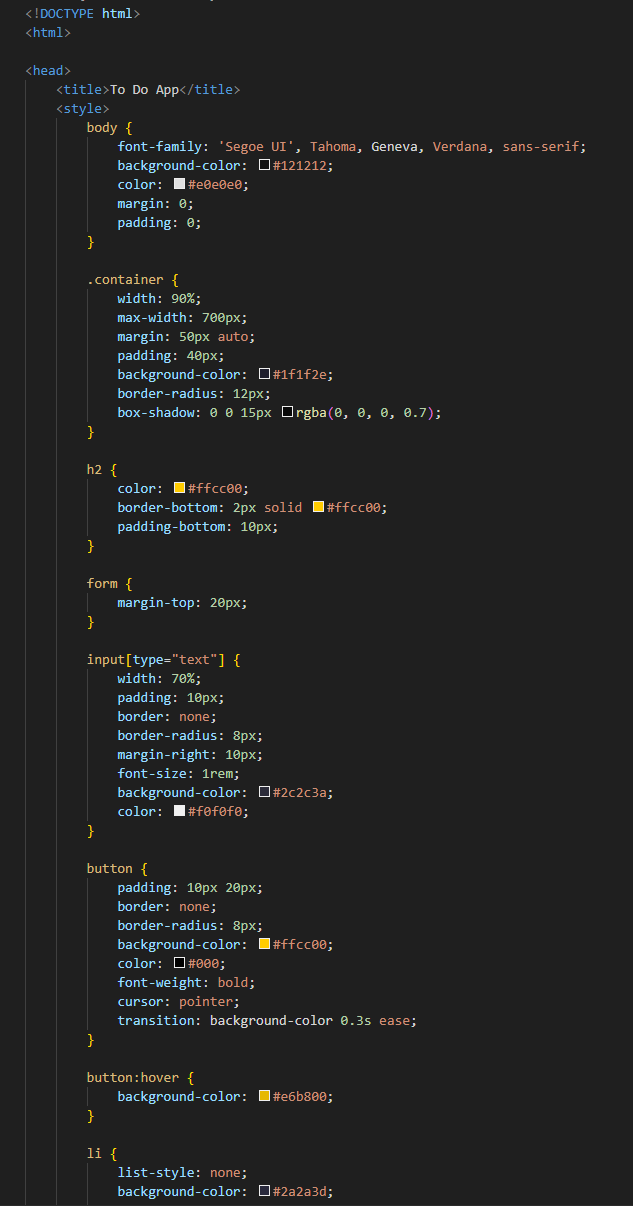 <!DOCTYPE html>
<html>
<head>
<title>To Do App</title>
<style>
body {
font-family: 'Segoe UI', Tahoma, Geneva, Verdana, sans-serif;
background-color: #121212;
color: #e0e0e0;
margin: 0;
padding: 0;
}
.container {
width: 90%;
max-width: 700px;
margin: 50px auto;
padding: 40px;
background-color: #1f1f2e;
border-radius: 12px;
box-shadow: 0 0 15px rgba(0, 0, 0, 0.7);
}
h2 {
color: #ffcc00;
border-bottom: 2px solid #ffcc00;
padding-bottom: 10px;
}
form {
margin-top: 20px;
}
input[type="text"] {
width: 70%;
padding: 10px;
border: none;
border-radius: 8px;
margin-right: 10px;
font-size: 1rem;
background-color: #2c2c3a;
color: #f0f0f0;
}
button {
padding: 10px 20px;
border: none;
border-radius: 8px;
background-color: #ffcc00;
color: #000;
font-weight: bold;
cursor: pointer;
transition: background-color 0.3s ease;
}
button:hover {
background-color: #e6b800;
}
li {
list-style: none;
background-color: #2a2a3d;